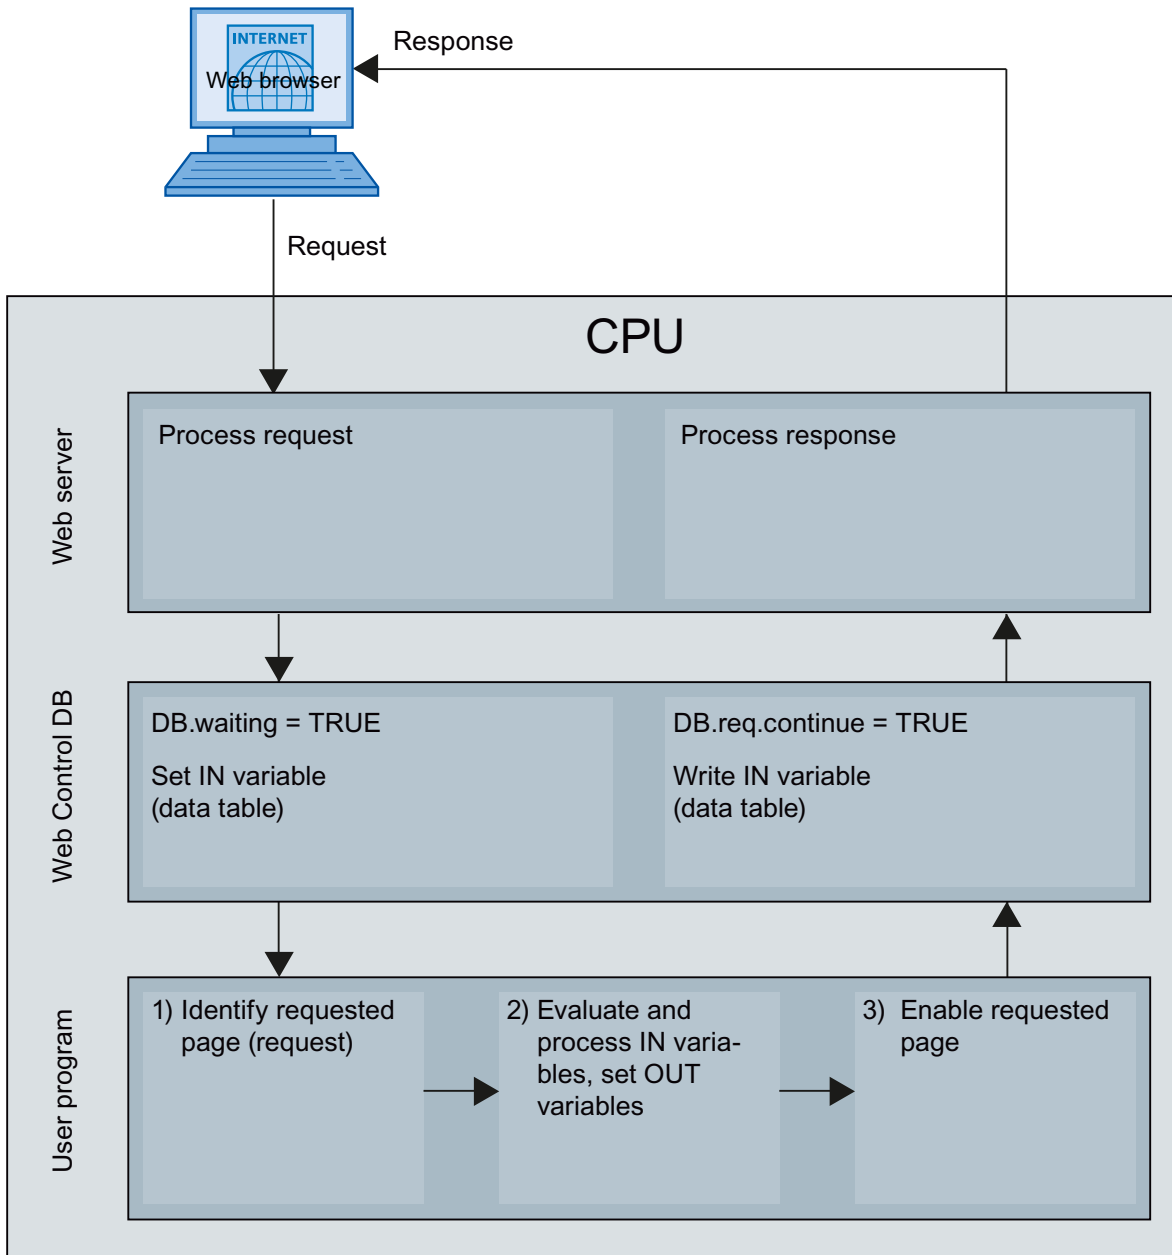 INTERNET
Web browser
Response
Request
CPU
Web server
Process request
Process response
Web Control DB
DB.waiting = TRUE
Set IN variable
(data table)
DB.req.continue = TRUE
Write IN variable
(data table)
User program
1) Identify requested
page (request)
2) Evaluate and
process IN varia-
bles, set OUT
variables
3) Enable requested
page